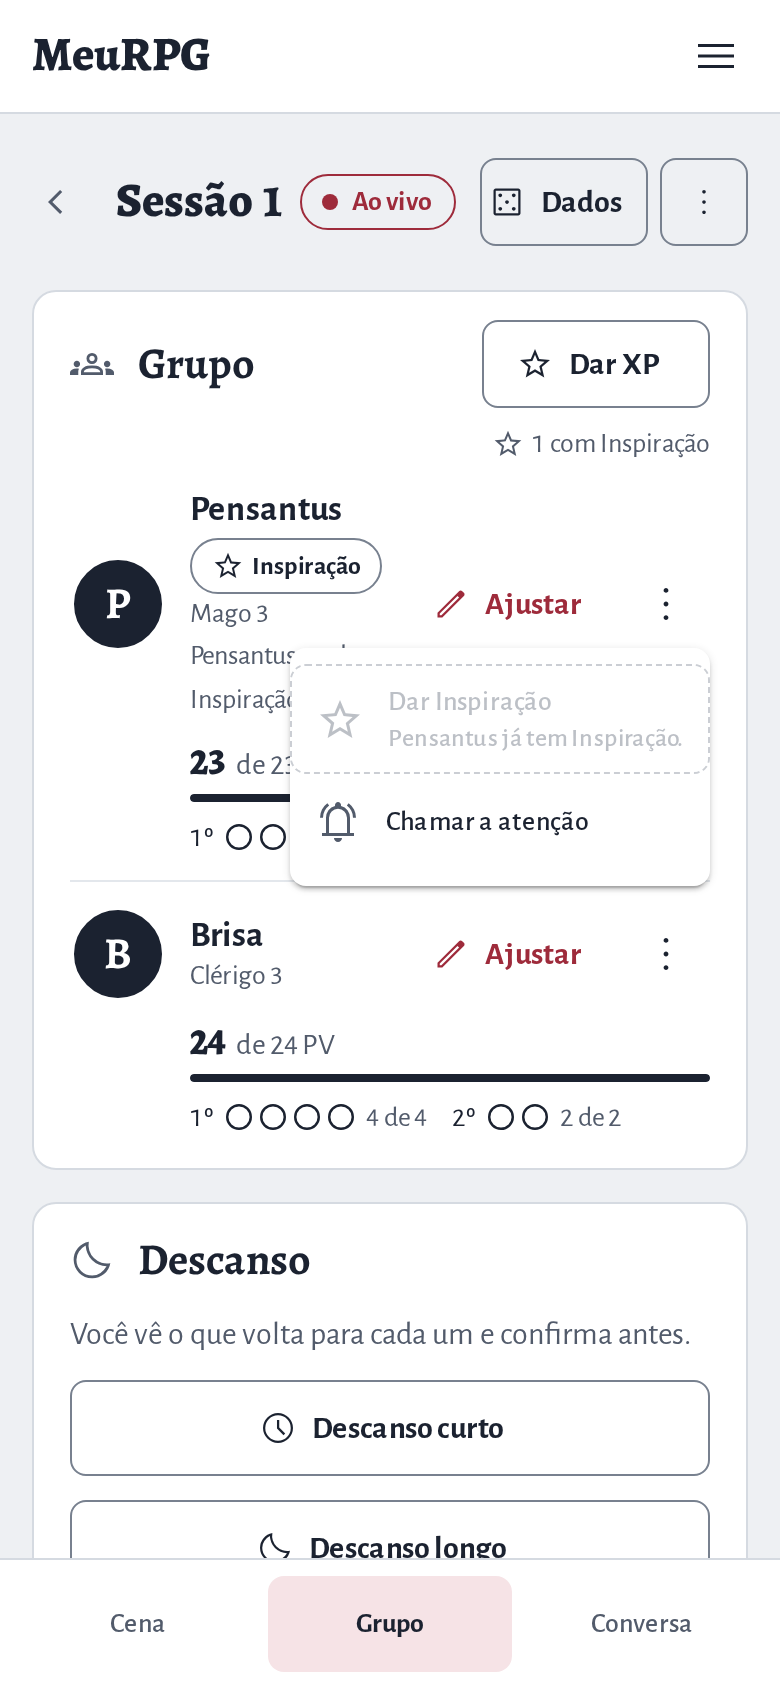 MeuRPG
Sessão 1
Ao vivo
Dados
Grupo
Dar XP
1 com Inspiração
Pensantus
Inspiração
P
Mago 3
Ajustar
Dar Inspiração
Pensantus já tem Inspiração.
23 de
1º
Chamar a atenção
B
Brisa
Clérigo 3
Ajustar
24 de 24 PV
1º 4 de 4 2º 2 de 2
Descanso
Você vê o que volta para cada um e confirma antes.
Descanso curto
Descanso longo
Cena
Grupo
Conversa